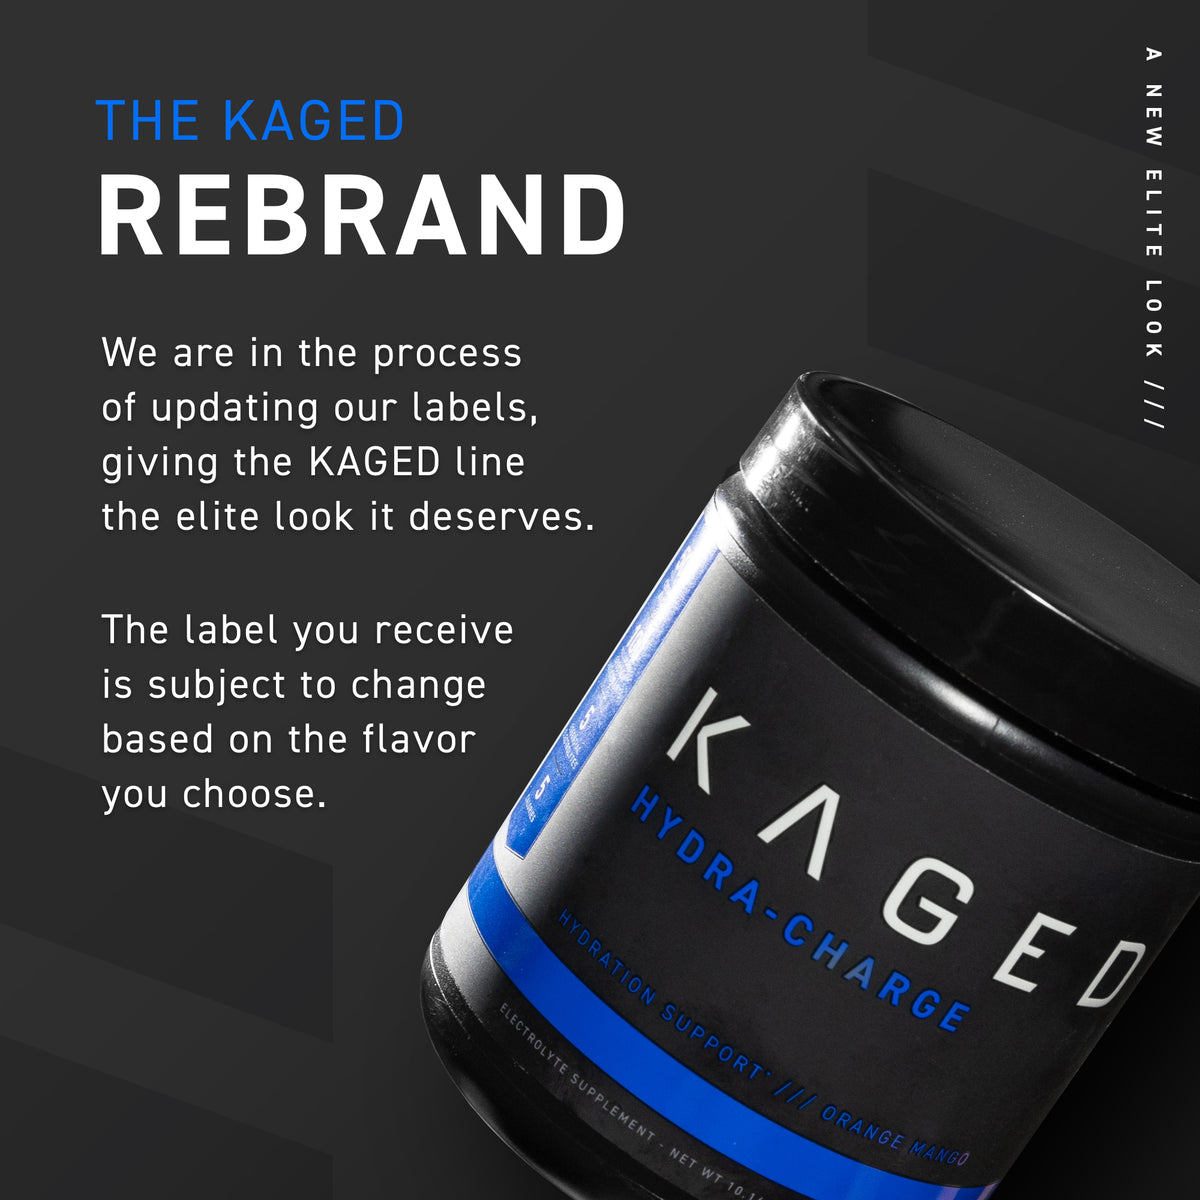 THE KAGED
REBRAND
We are in the process
of updating our labels,
giving the KAGED line
the elite look it deserves.
The label you receive
is subject to change
based on the flavor
you choose.
A NEW ELITE LOOK ///
KAGED
HYDRA-CHARGE
HYDRATION SUPPORT* /// ORANGE MANGO
ELECTROLYTE SUPPLEMENT - NET WT
5
5